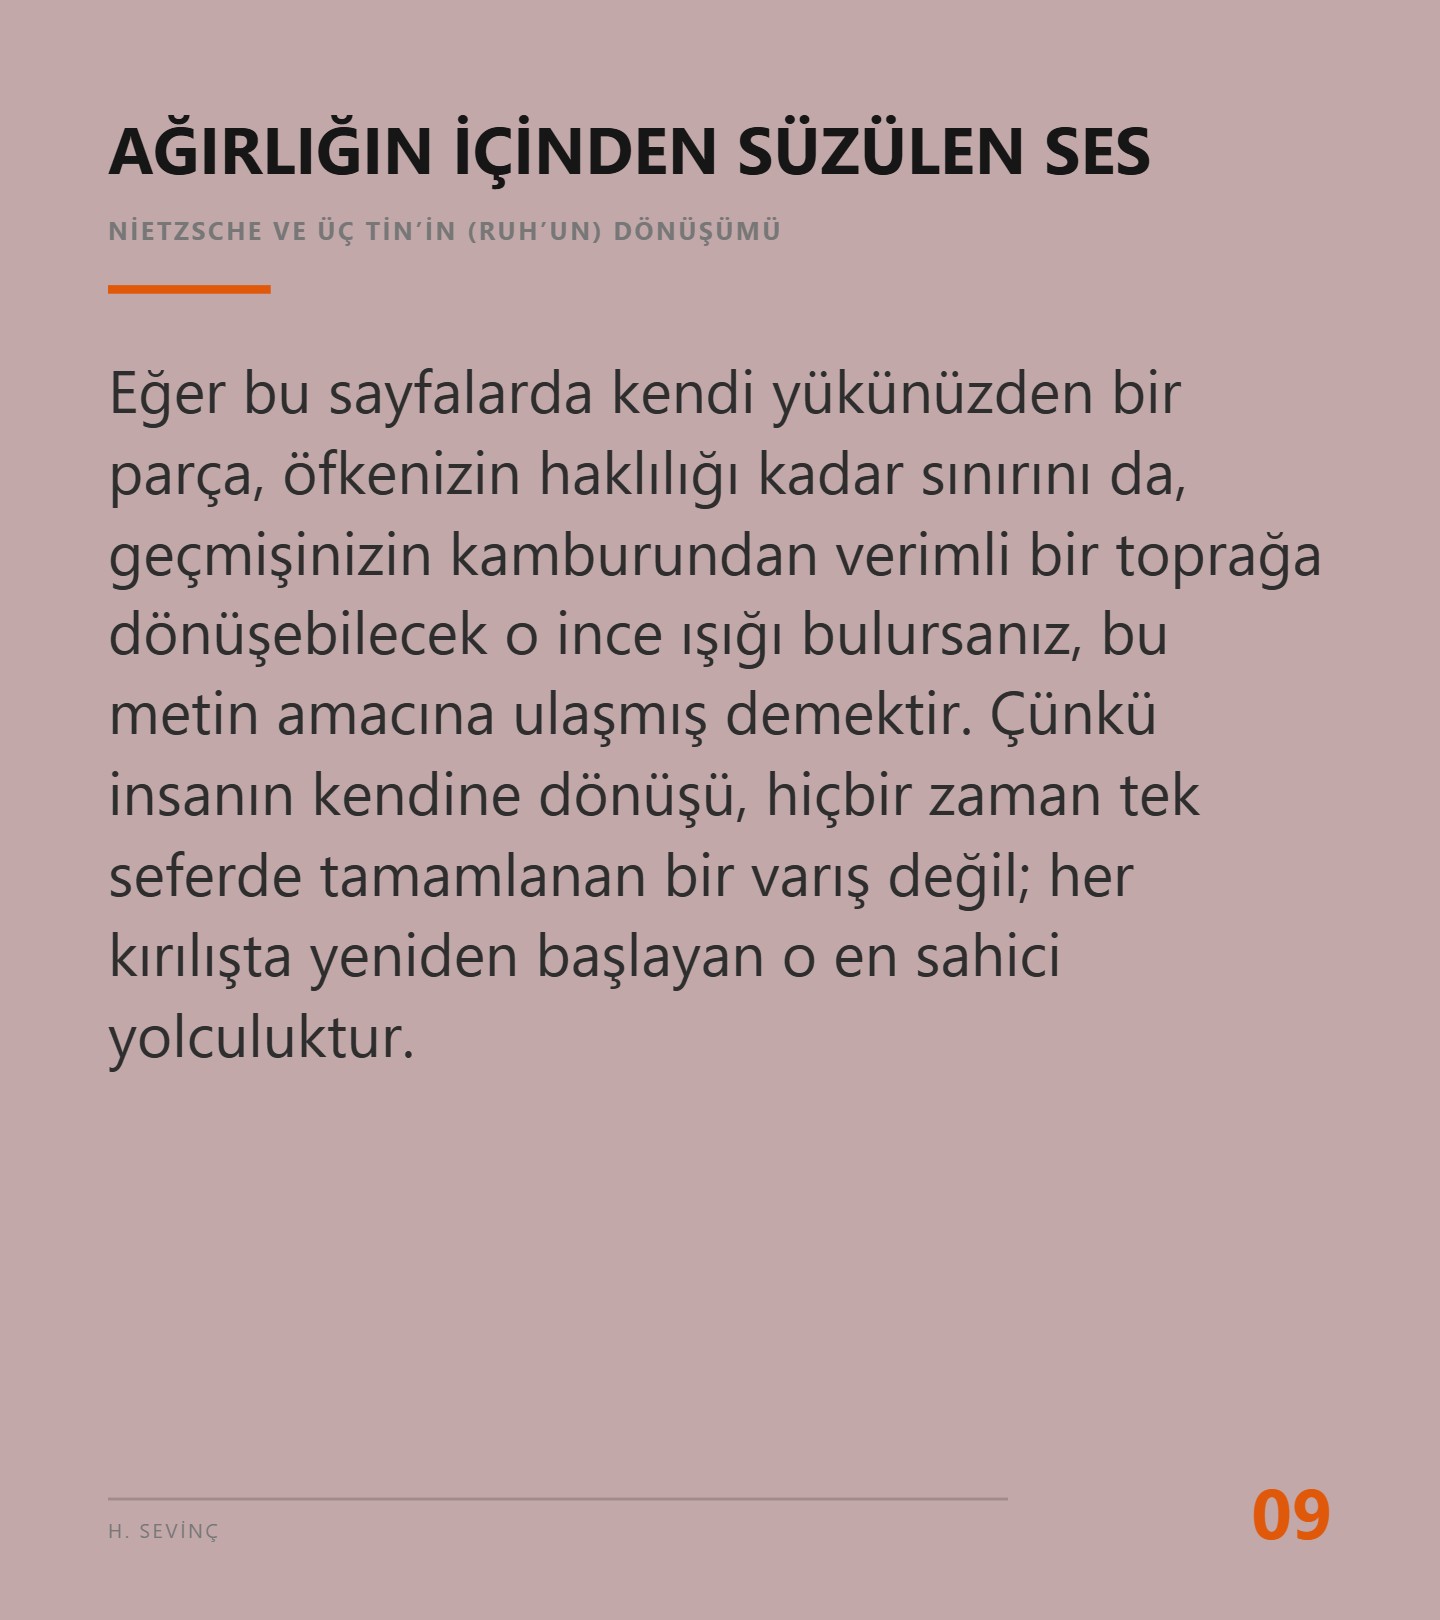 AĞIRLIĞIN İÇİNDEN SÜZÜLEN SES
NİETZSCHE VE ÜÇ TİN’İN (RUH’UN) DÖNÜŞÜMÜ
Eğer bu sayfalarda kendi yükünüzden bir
parça, öfkenizin haklılığı kadar sınırını da,
geçmişinizin kamburundan verimli bir toprağa
dönüşebilecek o ince ışığı bulursanız, bu
metin amacına ulaşmış demektir. Çünkü
insanın kendine dönüşü, hiçbir zaman tek
seferde tamamlanan bir varış değil; her
kırılışta yeniden başlayan o en sahici
yolculuktur.
H. SEVİNÇ
09